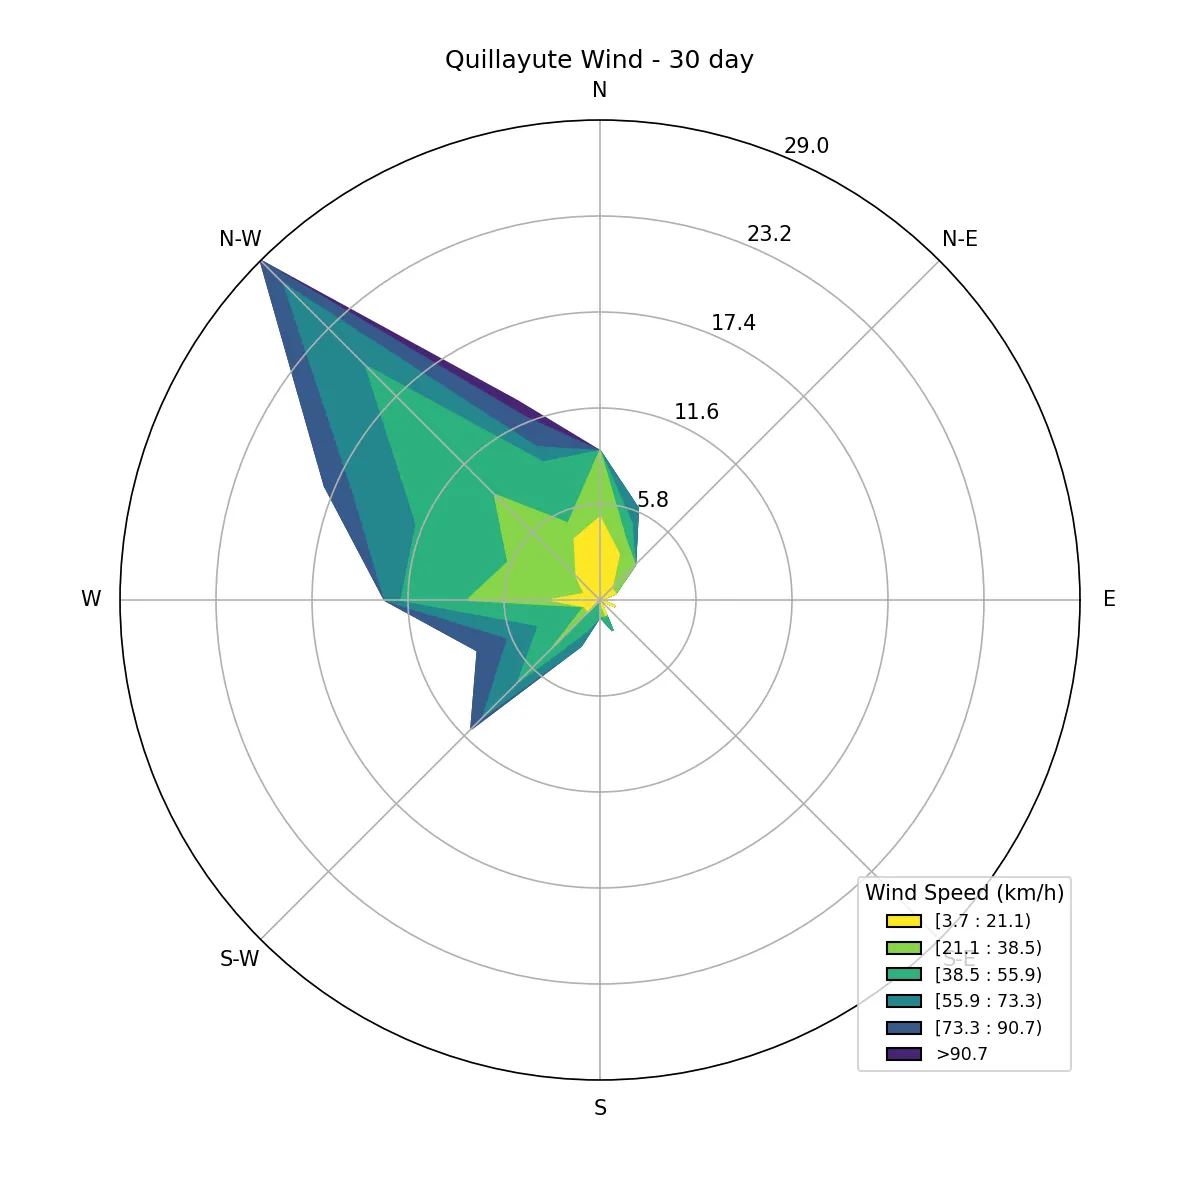 Quillayute Wind - 30 day
N
29.0
23.2
N-W
N-E
17.4
11.6
5.8
W
E
Wind Speed (km/h)
[3.7 : 21.1)
[21.1 : 38.5)
S-W
S-E
[38.5 : 55.9)
[55.9 : 73.3)
[73.3 : 90.7)
>90.7
S